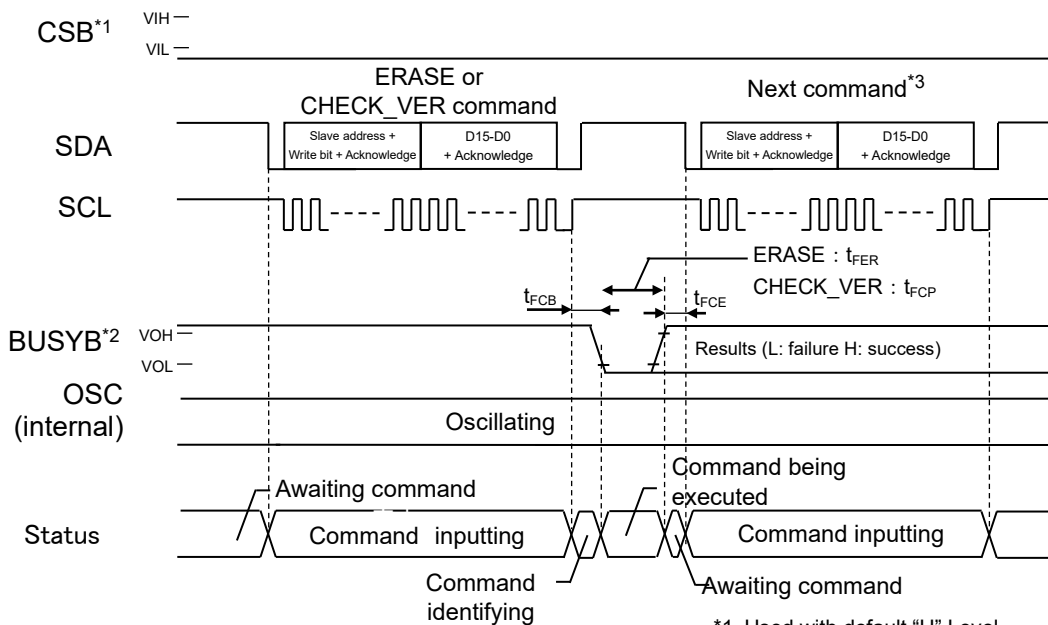 CSB*1
VIH
VIL
ERASE or
CHECK_VER command
Next command*3
SDA
Slave address +
Write bit + Acknowledge
D15-D0
+ Acknowledge
Slave address +
Write bit + Acknowledge
D15-D0
+ Acknowledge
SCL
ERASE : tFER
CHECK_VER : tFCP
tFCB
tFCE
BUSYB*2
VOH
VOL
Results (L: failure H: success)
OSC
(internal)
Oscillating
Command being
executed
Awaiting command
Status
Command inputting
Command inputting
Command
identifying
Awaiting command